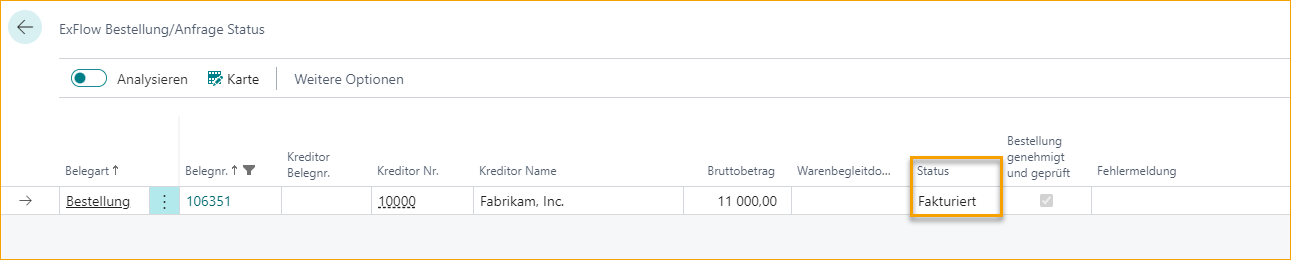 ExFlow Bestellung/Anfrage Status
Analysieren Karte Weitere Optionen
Belegart ↑ Belegnr. ↑ Kreditor Belegnr. Kreditor Nr. Kreditor Name Bruttobetrag Warenbegleitdo... Status Bestellung genehmigt und geprüft Fehlermeldung
Bestellung 106351 10000 Fabrikam, Inc. 11 000,00 Fakturiert